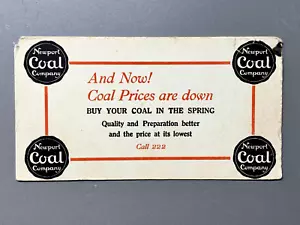 Newport
Coal
Company
Newport
Coal
Company
And Now!
Coal Prices are down
BUY YOUR COAL IN THE SPRING
Quality and Preparation better
and the price at its lowest
Call 222
Newport
Coal
Company
Newport
Coal
Company